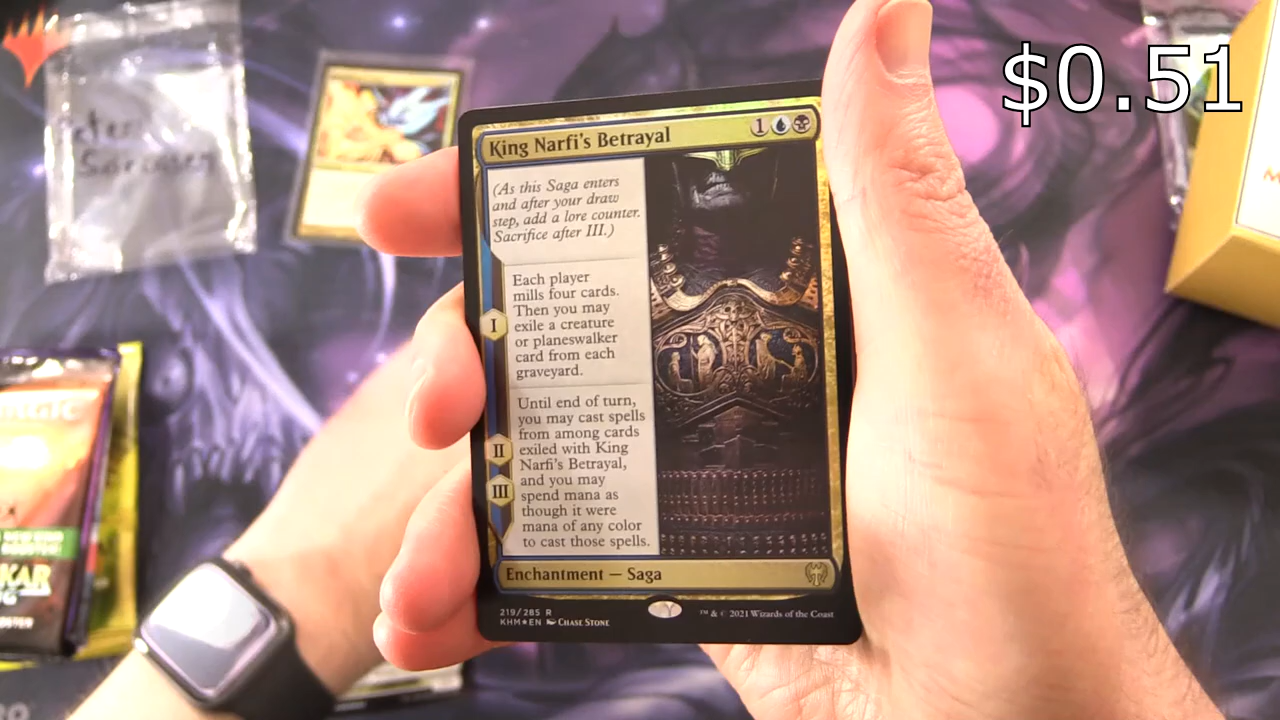 $0.51
King Narfi's Betrayal
1
(As this Saga enters
and after your draw
step, add a lore counter.
Sacrifice after III.)
I
Each player
mills four cards.
Then you may
exile a creature
or planeswalker
card from each
graveyard.
II
III
Until end of turn,
you may cast spells
from among cards
exiled with King
Narfi's Betrayal,
and you may
spend mana as
though it were
mana of any color
to cast those spells.
Enchantment — Saga
219/285 R
KHM★EN CHASE STONE
™ & © 2021 Wizards of the Coast